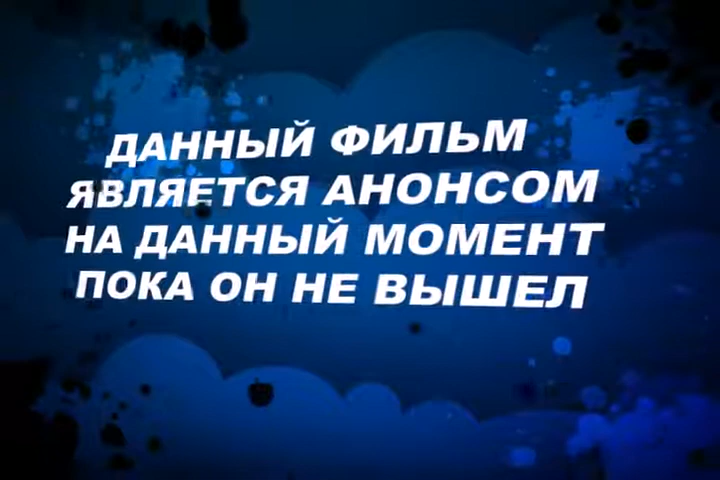 ДАННЫЙ ФИЛЬМ
ЯВЛЯЕТСЯ АНОНСОМ
НА ДАННЫЙ МОМЕНТ
ПОКА ОН НЕ ВЫШЕЛ